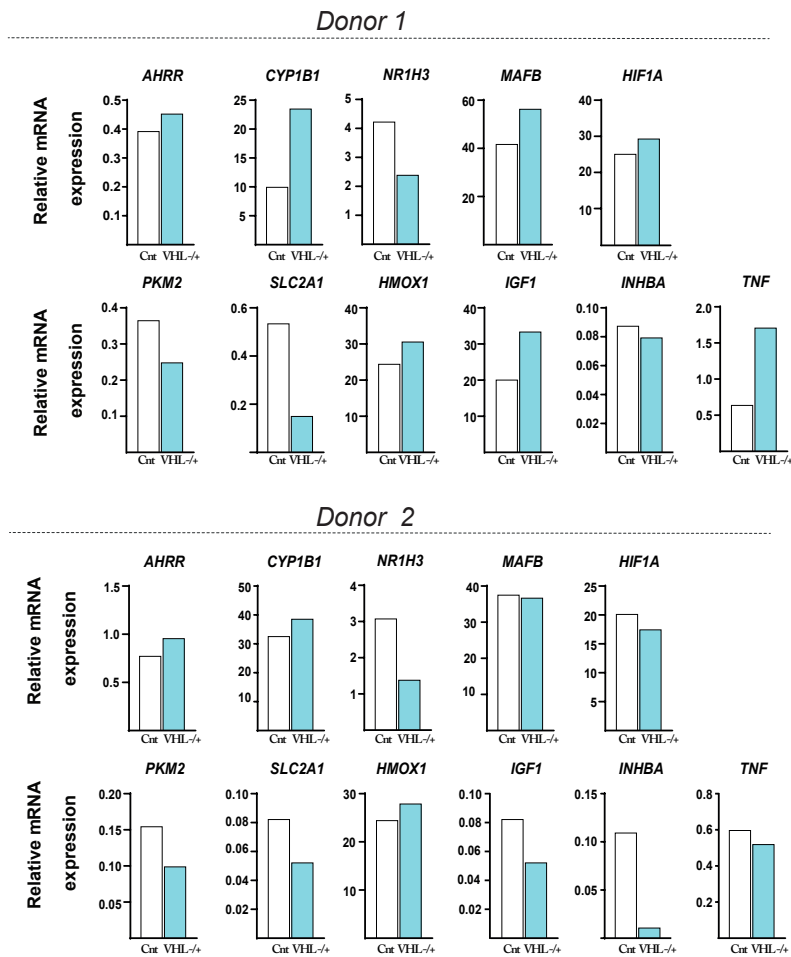 Donor 1
AHRR CYP1B1 NR1H3 MAFB HIF1A
Relative mRNA
expression
0.5 0.4 0.3 0.2 0.1
25 20 15 10 5
5 4 3 2 1
60 40 20
40 30 20 10
Cnt VHL-/+ Cnt VHL-/+ Cnt VHL-/+ Cnt VHL-/+ Cnt VHL-/+
PKM2 SLC2A1 HMOX1 IGF1 INHBA TNF
Relative mRNA
expression
0.4 0.3 0.2 0.1
0.6 0.4 0.2
40 30 20 10
40 30 20 10
0.10 0.08 0.06 0.04 0.02
2.0 1.5 1.0 0.5
Cnt VHL-/+ Cnt VHL-/+ Cnt VHL-/+ Cnt VHL-/+ Cnt VHL-/+ Cnt VHL-/+
Donor 2
AHRR CYP1B1 NR1H3 MAFB HIF1A
Relative mRNA
expression
1.5 1.0 0.5
50 40 30 20 10
4 3 2 1
40 30 20 10
25 20 15 10 5
Cnt VHL-/+ Cnt VHL-/+ Cnt VHL-/+ Cnt VHL-/+ Cnt VHL-/+
PKM2 SLC2A1 HMOX1 IGF1 INHBA TNF
Relative mRNA
expression
0.20 0.15 0.10 0.05
0.10 0.08 0.06 0.04 0.02
30 20 10
0.10 0.08 0.06 0.04 0.02
0.15 0.10 0.05
0.8 0.6 0.4 0.2
Cnt VHL-/+ Cnt VHL-/+ Cnt VHL-/+ Cnt VHL-/+ Cnt VHL-/+ Cnt VHL-/+